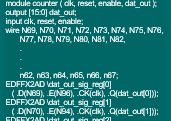 module counter ( clk, reset, enable, dat_out );
output [15:0] dat_out;
input clk, reset, enable;
wire N69, N70, N71, N72, N73, N74, N75, N76,
N77, N78, N79, N80, N81, N82,
.
.
n62, n63, n64, n65, n66, n67;
EDFFX2AD \dat_out_sig_reg[0]
( .D(N69), .E(N94), .CK(clk), .Q(dat_out[0]));
EDFFX2AD \dat_out_sig_reg[1]
( .D(N70), .E(N94), .CK(clk), .Q(dat_out[1]));
EDFFX2AD \dat_out_sig_reg[2]